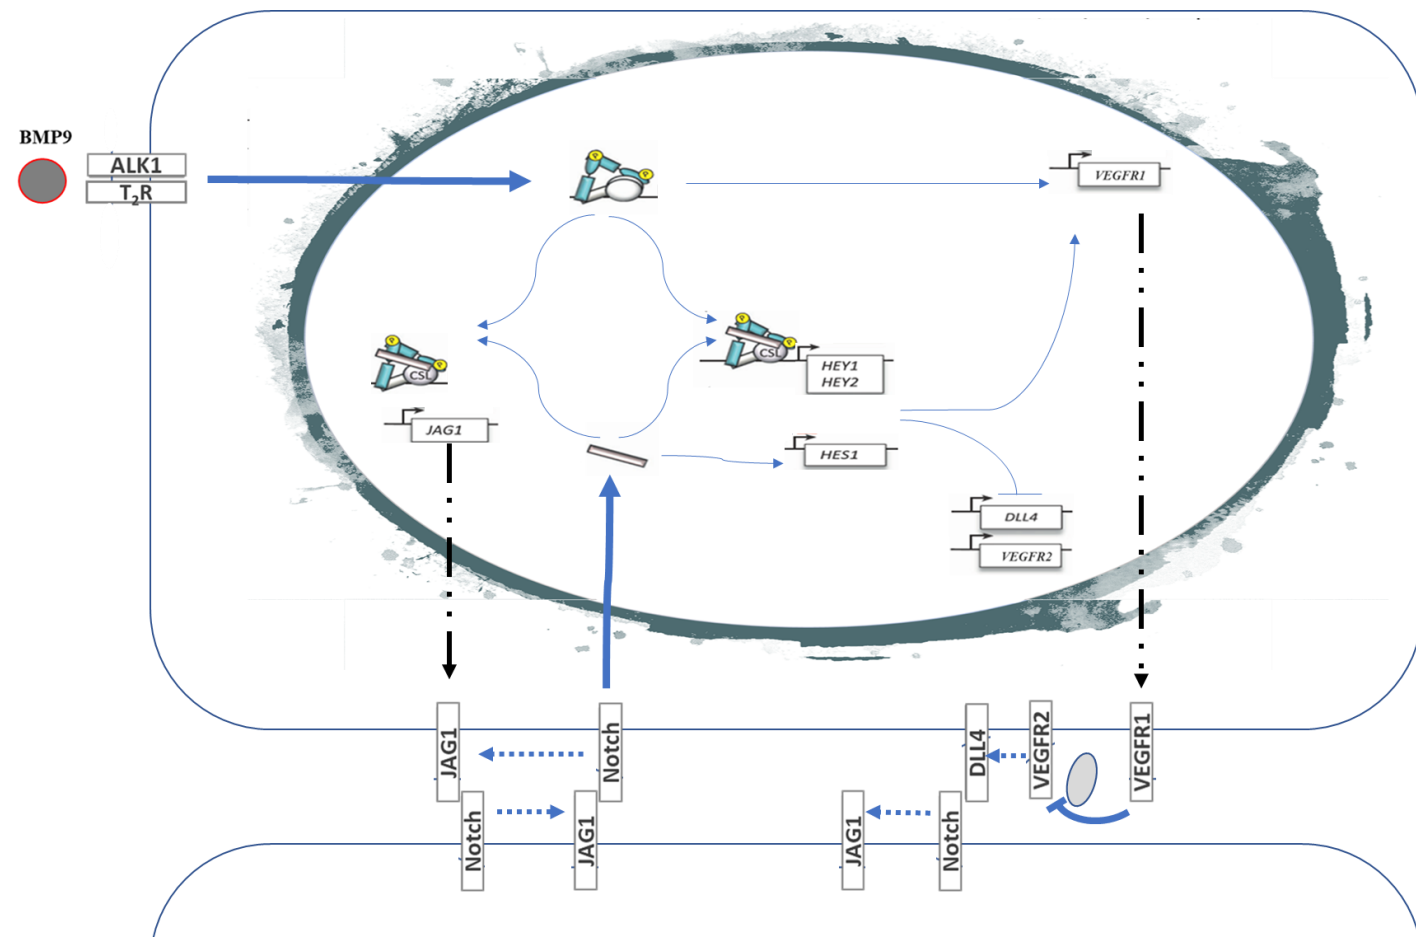 BMP9
ALK1
T2R
P
P
VEGFR1
P
P
CSL
HEY1
HEY2
P
P
CSL
JAG1
HES1
DLL4
VEGFR2
JAG1
Notch
DLL4
VEGFR2
VEGFR1
Notch
JAG1
JAG1
Notch